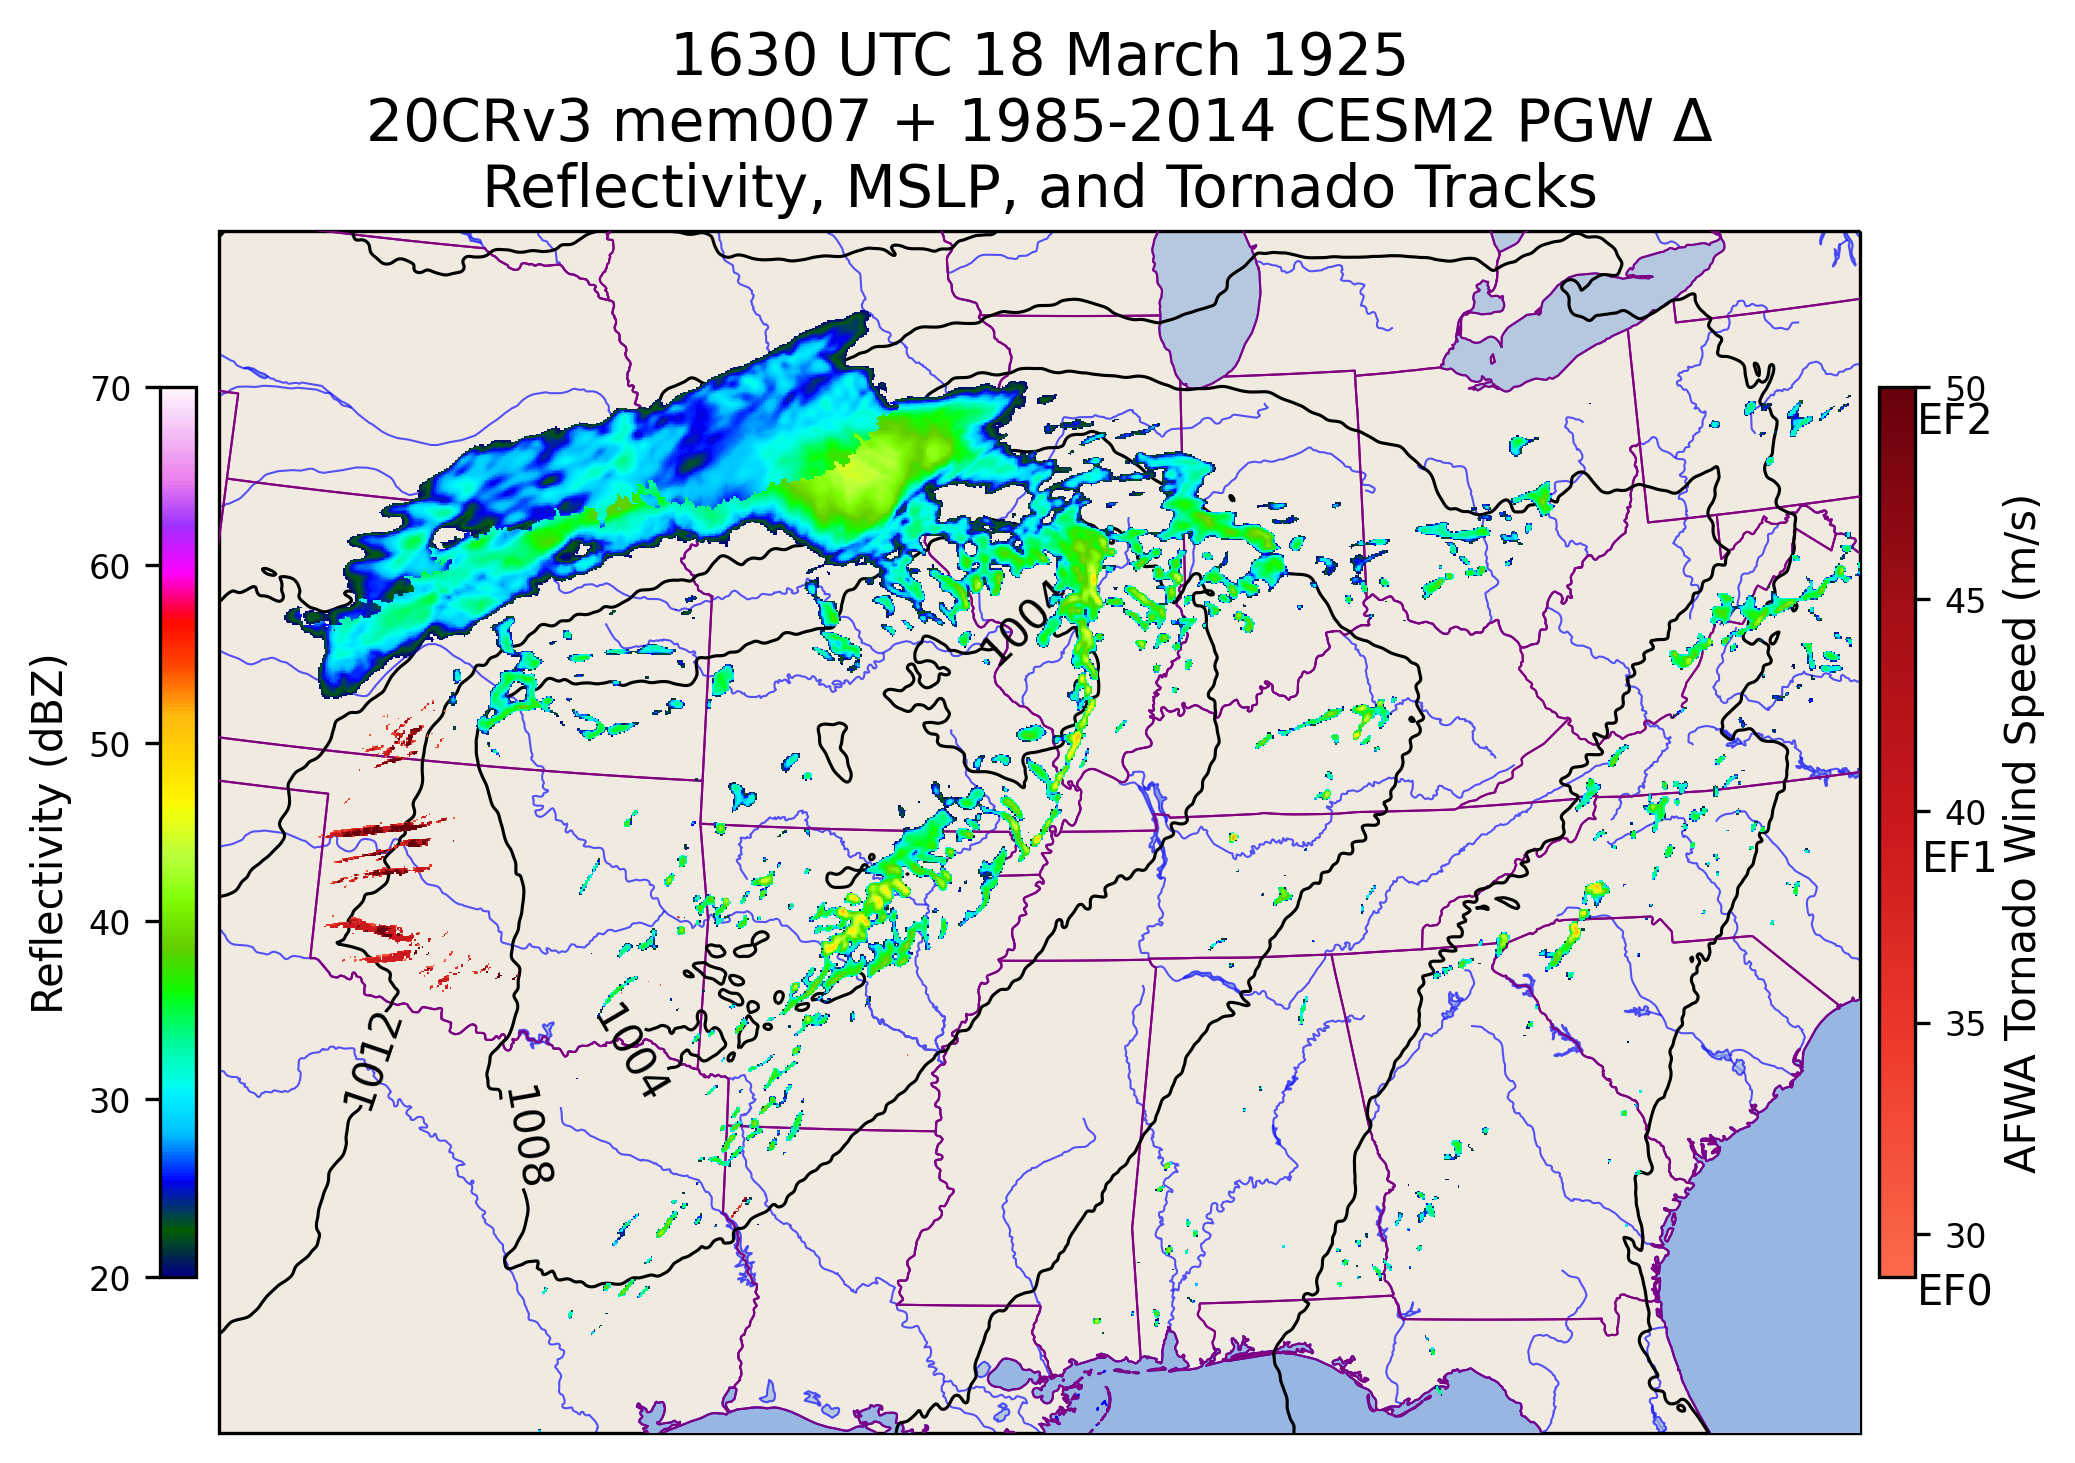 1630 UTC 18 March 1925
20CRv3 mem007 + 1985-2014 CESM2 PGW Δ
Reflectivity, MSLP, and Tornado Tracks
Reflectivity (dBZ)
70
60
50
40
30
20
1004
1012
1008
1004
50
EF2
45
40
EF1
35
30
EF0
AFWA Tornado Wind Speed (m/s)